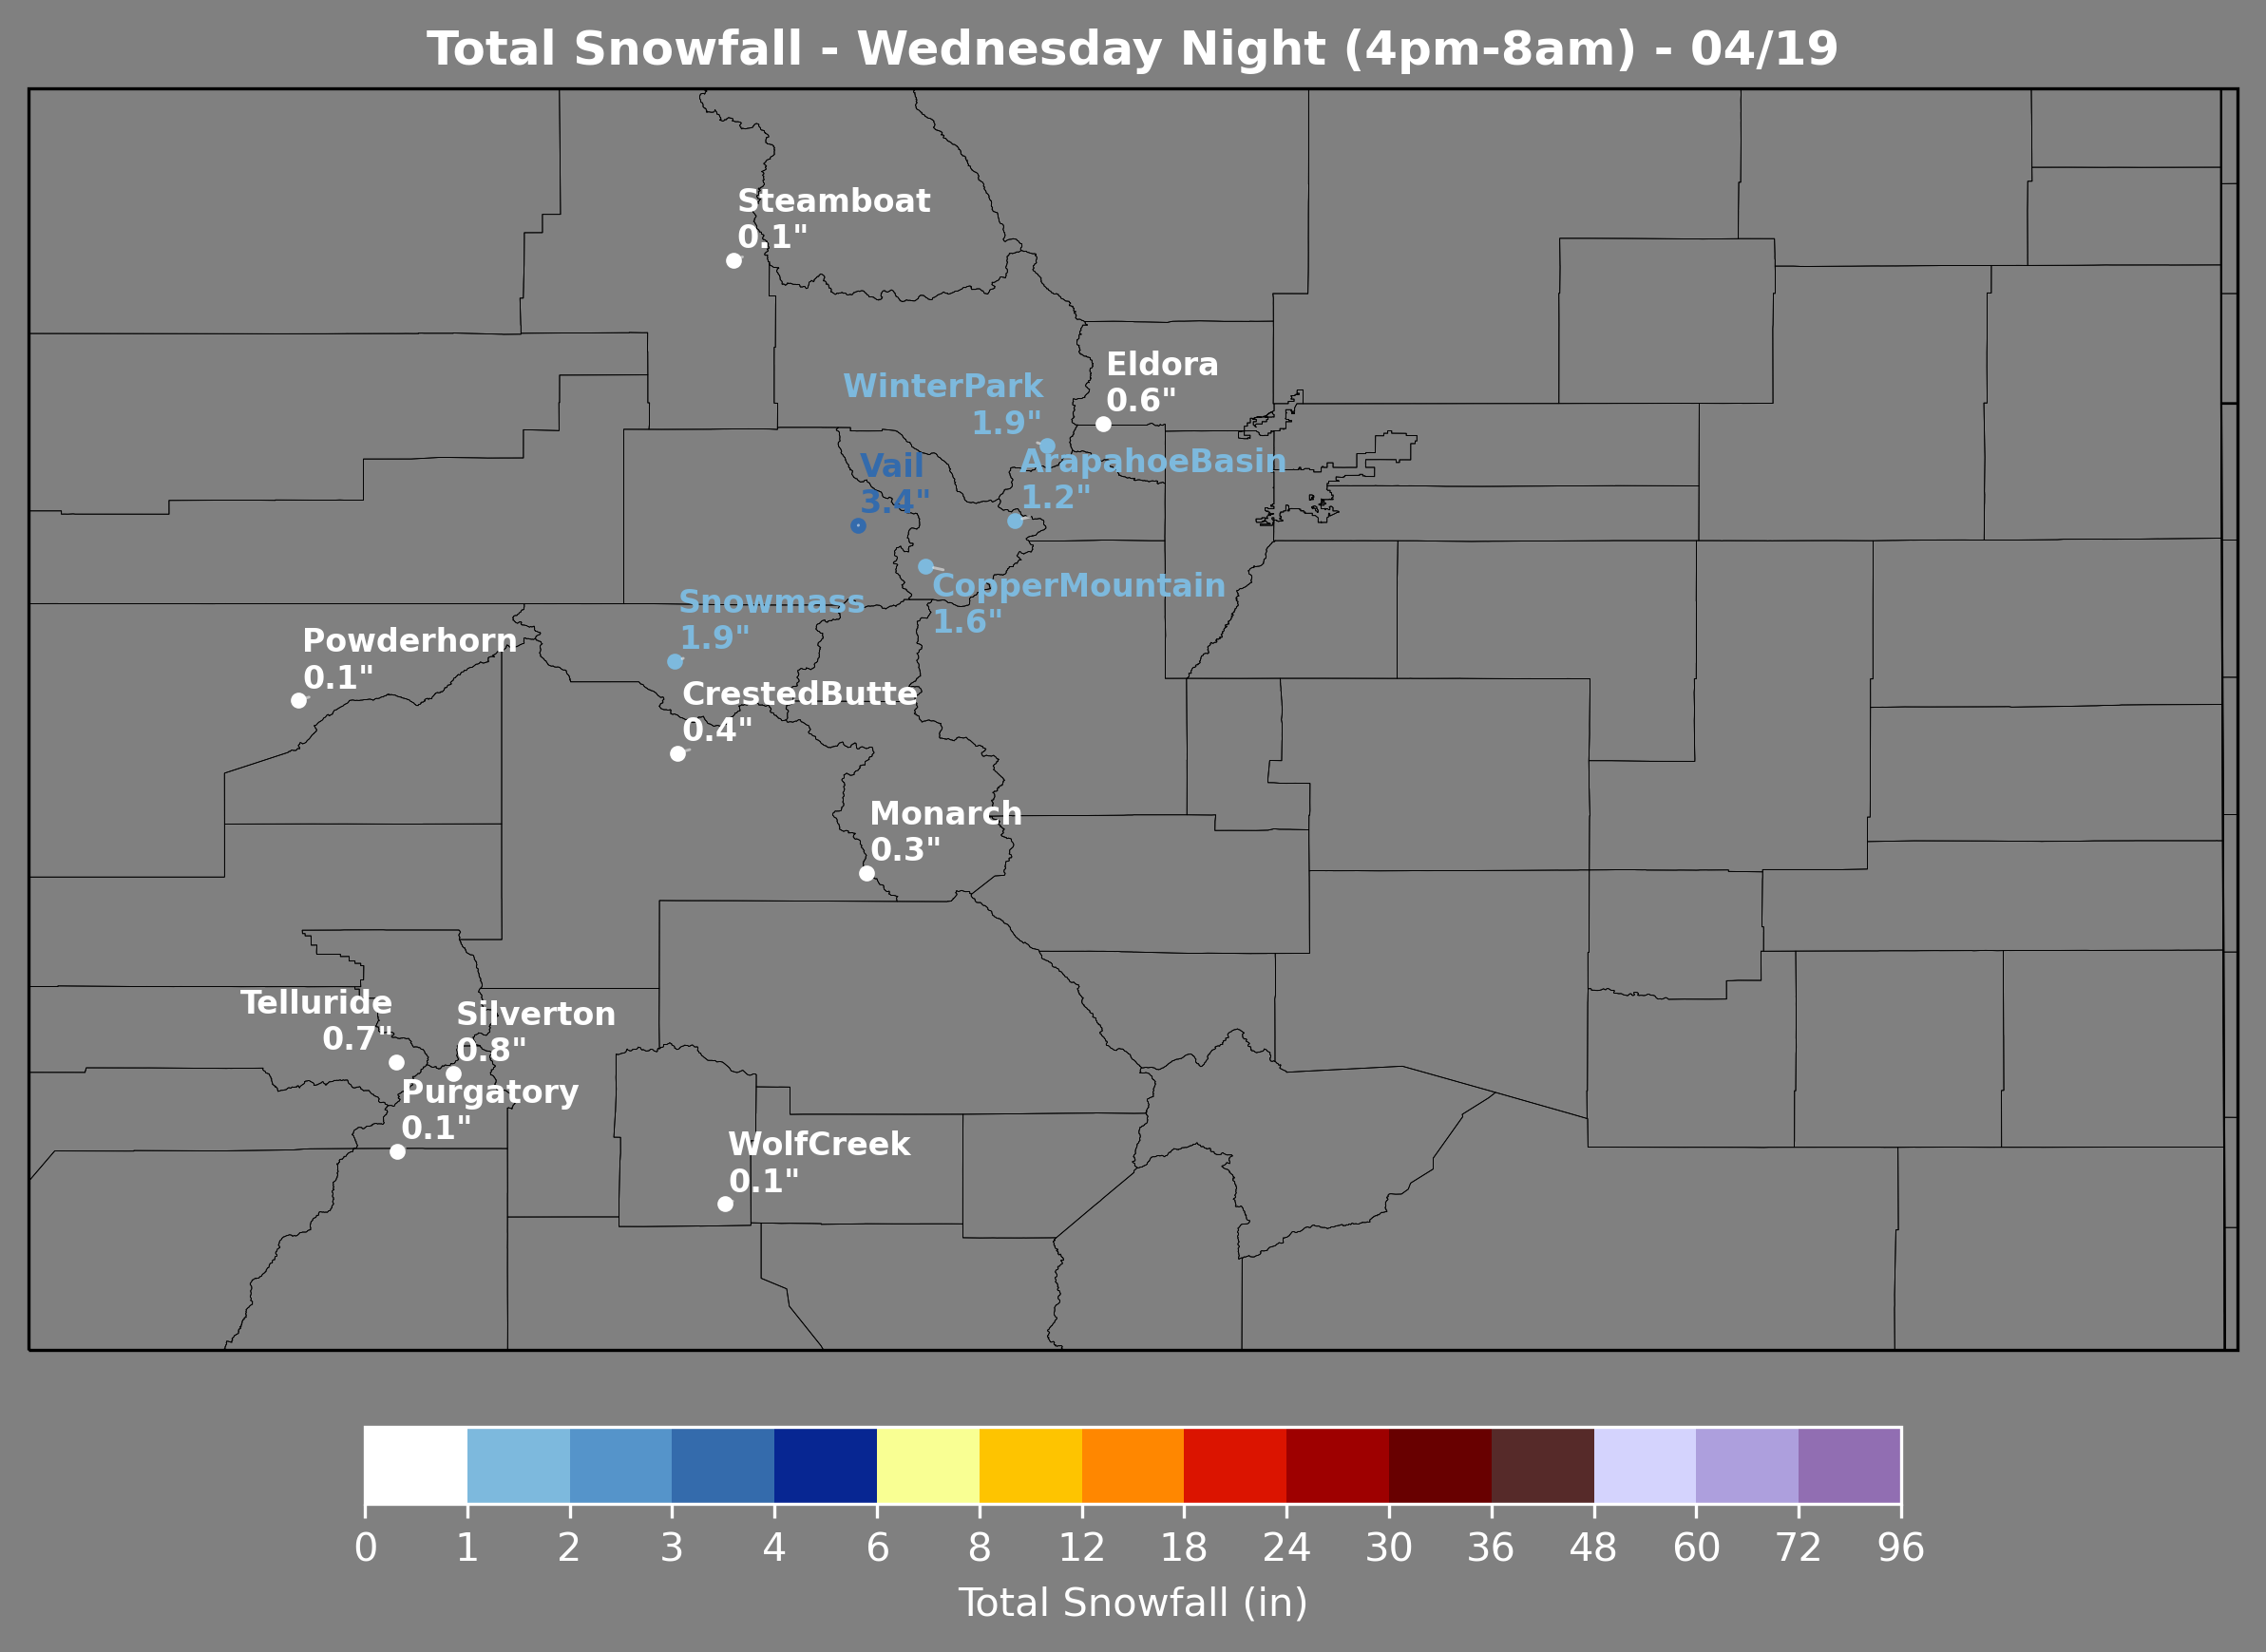 Total Snowfall - Wednesday Night (4pm-8am) - 04/19
Steamboat
0.1"
Eldora
0.6"
WinterPark
1.9"
ArapahoeBasin
1.2"
Vail
3.4"
CopperMountain
1.6"
Snowmass
1.9"
Powderhorn
0.1"
CrestedButte
0.4"
Monarch
0.3"
Telluride
0.7"
Silverton
0.8"
Purgatory
0.1"
WolfCreek
0.1"
0 1 2 3 4 6 8 12 18 24 30 36 48 60 72 96
Total Snowfall (in)